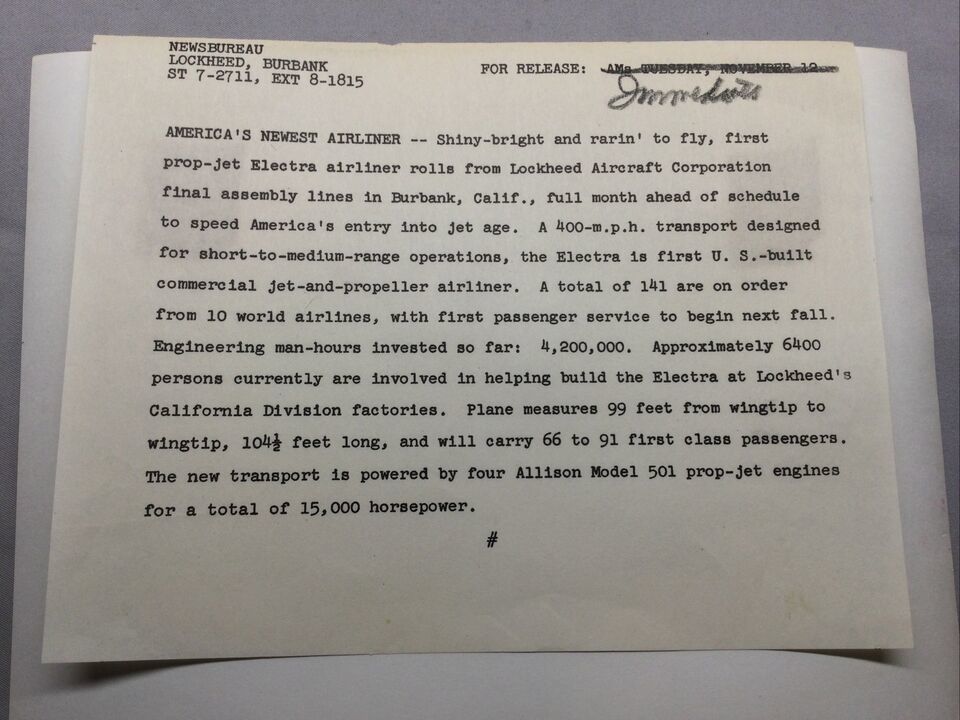 NEWSBUREAU
LOCKHEED, BURBANK
ST 7-2711, EXT 8-1815
FOR RELEASE: AMs TUESDAY, NOVEMBER 12
Immediate
AMERICA'S NEWEST AIRLINER -- Shiny-bright and rarin' to fly, first
prop-jet Electra airliner rolls from Lockheed Aircraft Corporation
final assembly lines in Burbank, Calif., full month ahead of schedule
to speed America's entry into jet age. A 400-m.p.h. transport designed
for short-to-medium-range operations, the Electra is first U. S.-built
commercial jet-and-propeller airliner. A total of 141 are on order
from 10 world airlines, with first passenger service to begin next fall.
Engineering man-hours invested so far: 4,200,000. Approximately 6400
persons currently are involved in helping build the Electra at Lockheed's
California Division factories. Plane measures 99 feet from wingtip to
wingtip, 104½ feet long, and will carry 66 to 91 first class passengers.
The new transport is powered by four Allison Model 501 prop-jet engines
for a total of 15,000 horsepower.
#